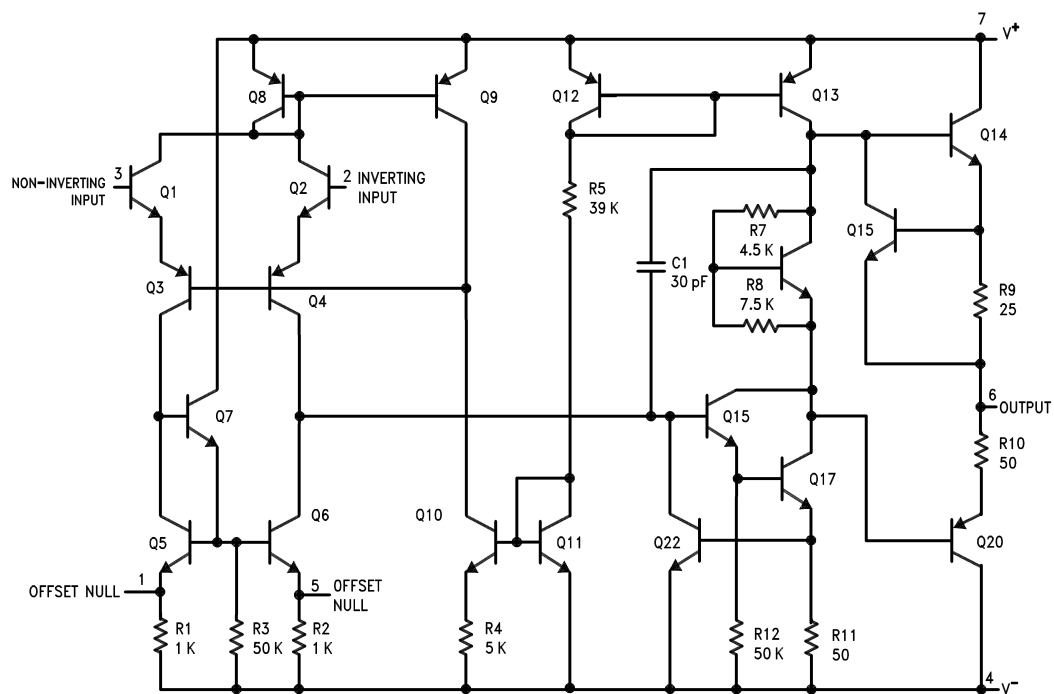 7
V+
Q8
Q9
Q12
Q13
Q14
3
NON-INVERTING
INPUT
Q1
Q2
2 INVERTING
INPUT
R5
39 K
R7
4.5 K
Q15
Q3
Q4
C1
30 pF
R8
7.5 K
R9
25
6
OUTPUT
Q7
Q15
R10
50
Q17
Q5
Q6
Q10
Q11
Q22
Q20
OFFSET NULL
1
5
OFFSET
NULL
R1
1 K
R3
50 K
R2
1 K
R4
5 K
R12
50 K
R11
50
4
V-